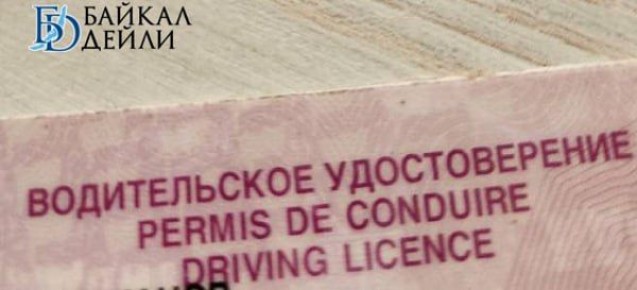 БАЙКАЛ
ДЕЙЛИ
ВОДИТЕЛЬСКОЕ УДОСТОВЕРЕНИЕ
PERMIS DE CONDUIRE
DRIVING LICENCE